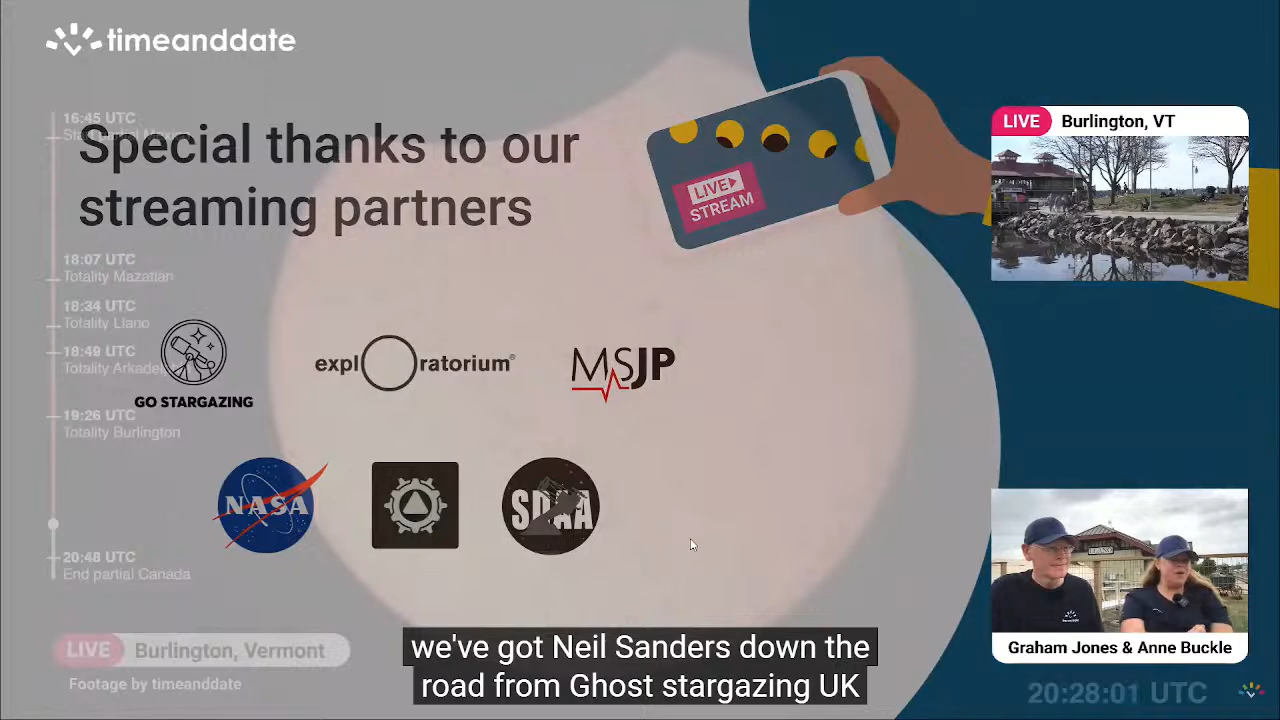 timeanddate
16:45 UTC
Special thanks to our
streaming partners
18:07 UTC
Totality Mazatlan
18:34 UTC
Totality Llano
18:49 UTC
Totality
19:26 UTC
Totality Burlington
20:48 UTC
End partial Canada
GO STARGAZING
expl ratorium®
MSJP
NASA
SDAA
LIVE
STREAM
LIVE Burlington, VT
Graham Jones & Anne Buckle
LIVE Burlington, Vermont
Footage by timeanddate
we've got Neil Sanders down the
road from Ghost stargazing UK
20:28:01 UTC